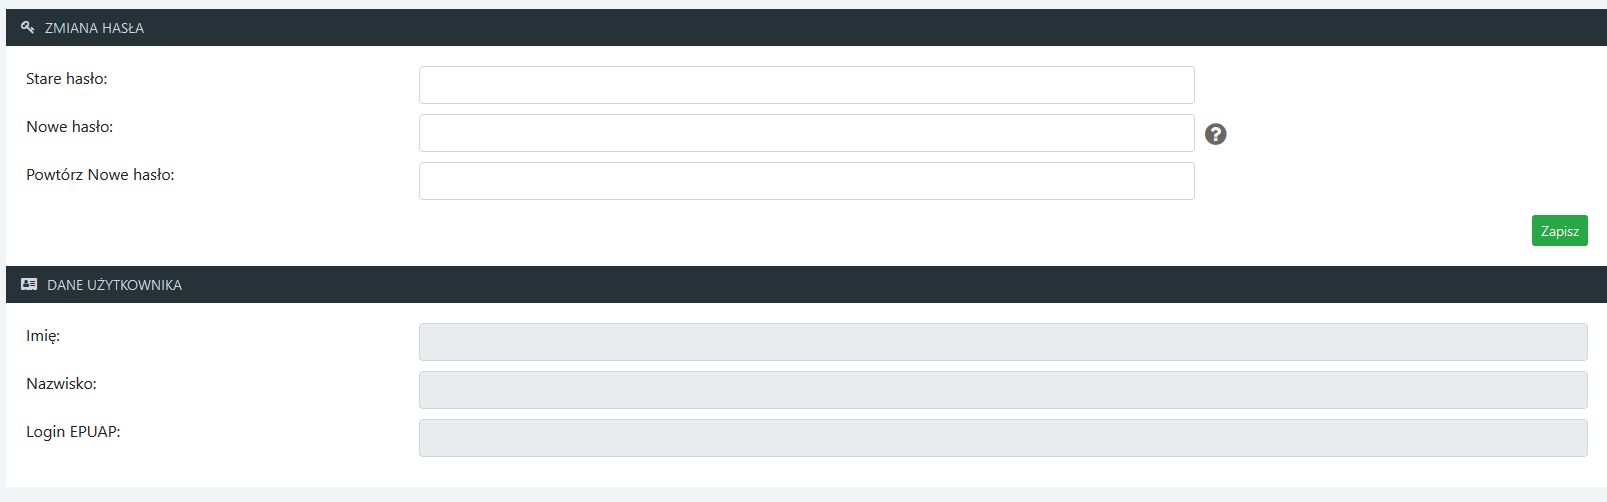 ZMIANA HASŁA
Stare hasło:
Nowe hasło:
Powtórz Nowe hasło:
Zapisz
DANE UŻYTKOWNIKA
Imię:
Nazwisko:
Login EPUAP: